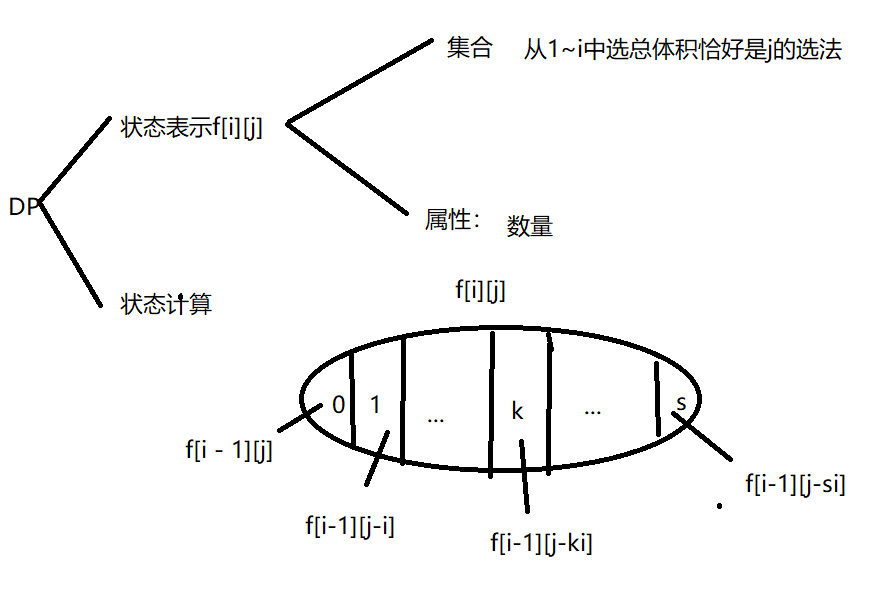 集合 从1~i中选总体积恰好是j的选法
状态表示f[i][j]
DP
属性： 数量
状态计算
f[i][j]
0 1 ... k ... s
f[i - 1][j]
f[i-1][j-si]
f[i-1][j-i]
f[i-1][j-ki]